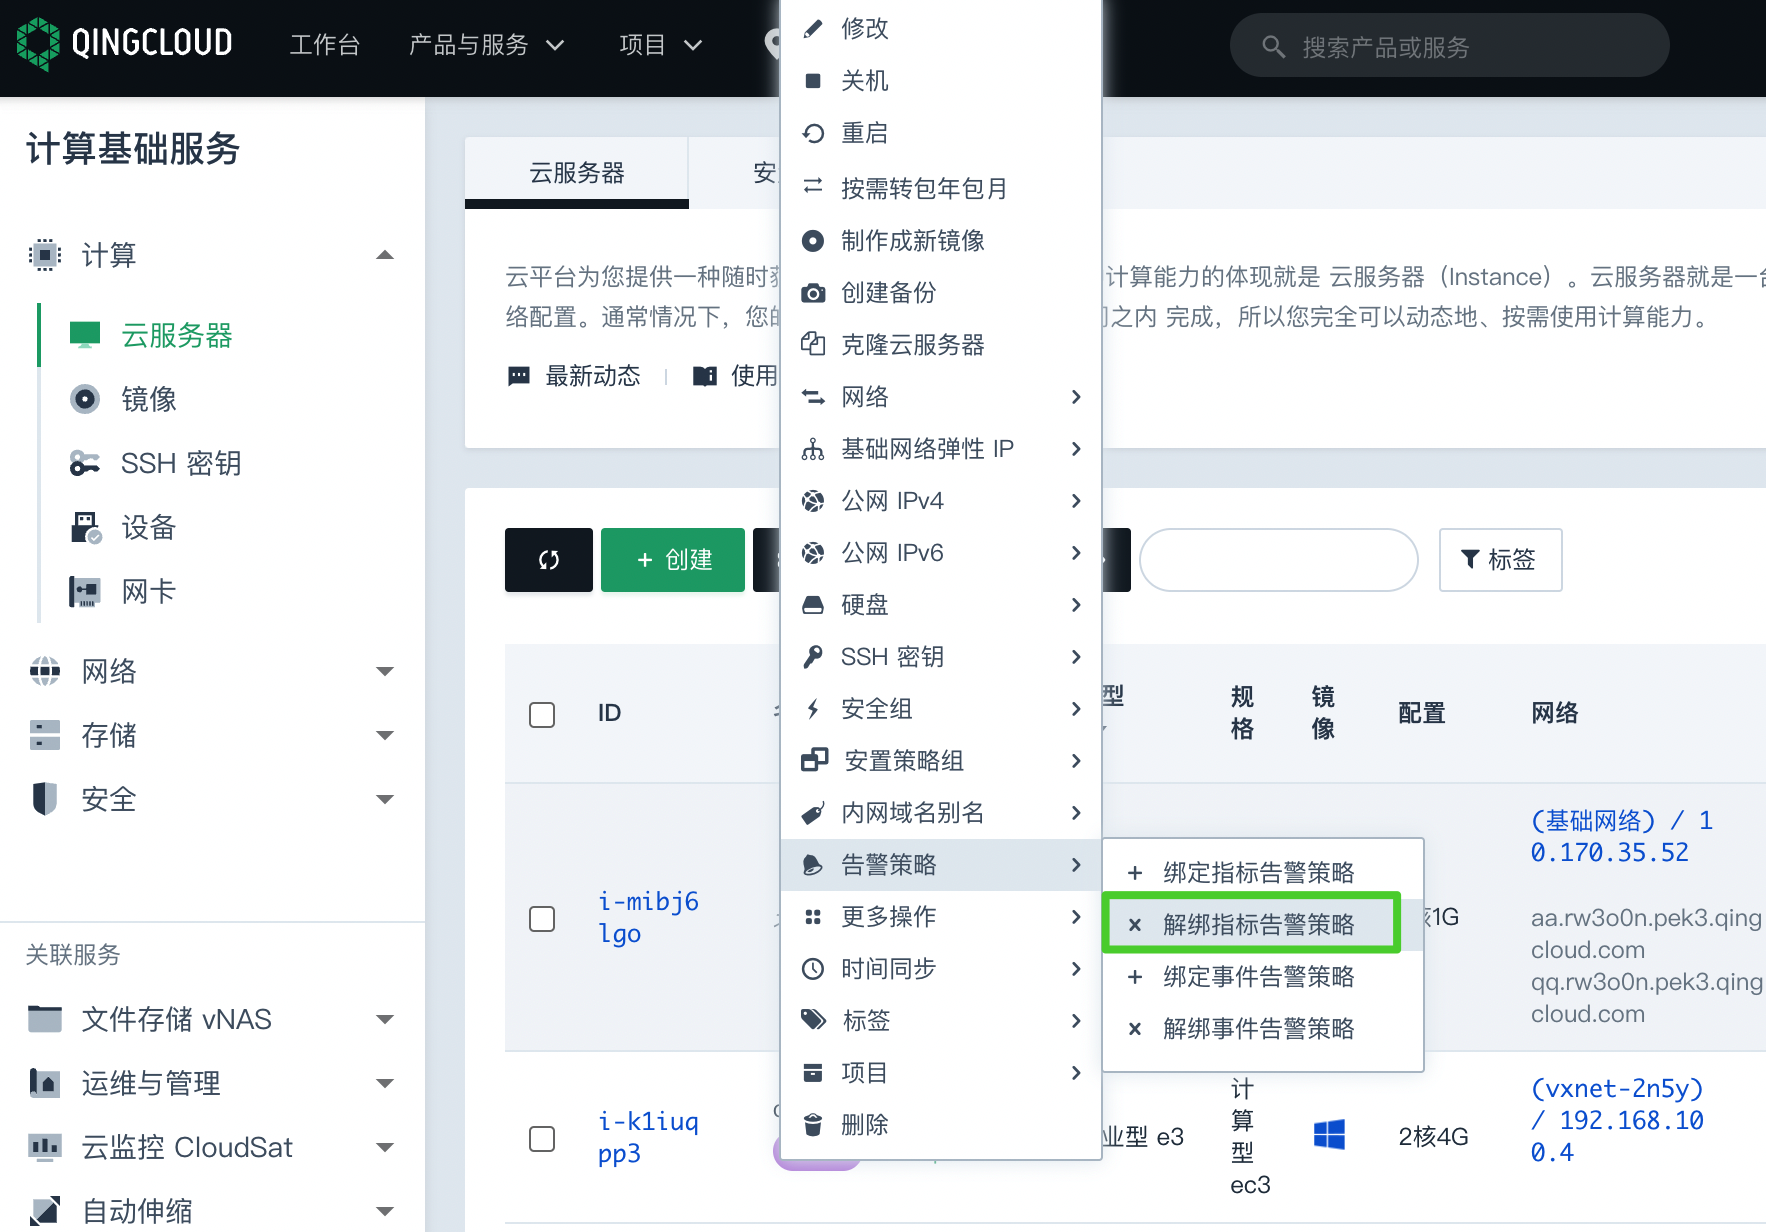 QINGCLOUD
工作台
产品与服务
项目
搜索产品或服务
计算基础服务
计算
云服务器
镜像
SSH 密钥
设备
网卡
网络
存储
安全
关联服务
文件存储 vNAS
运维与管理
云监控 CloudSat
自动伸缩
云服务器
安
云平台为您提供一种随时
计算能力的体现就是 云服务器（Instance）。云服务器就是一
络配置。通常情况下，您
之内 完成，所以您完全可以动态地、按需使用计算能力。
最新动态
使用
+ 创建
标签
ID
型
规格
镜像
配置
网络
i-mibj6
lgo
1G
(基础网络) / 1
0.170.35.52
aa.rw3o0n.pek3.qing
cloud.com
qq.rw3o0n.pek3.qing
cloud.com
i-k1iuq
pp3
业型 e3
计
算
型
ec3
2核4G
(vxnet-2n5y)
/ 192.168.10
0.4
修改
关机
重启
按需转包年包月
制作成新镜像
创建备份
克隆云服务器
网络
基础网络弹性 IP
公网 IPv4
公网 IPv6
硬盘
SSH 密钥
安全组
安置策略组
内网域名别名
告警策略
更多操作
时间同步
标签
项目
删除
+ 绑定指标告警策略
× 解绑指标告警策略
+ 绑定事件告警策略
× 解绑事件告警策略